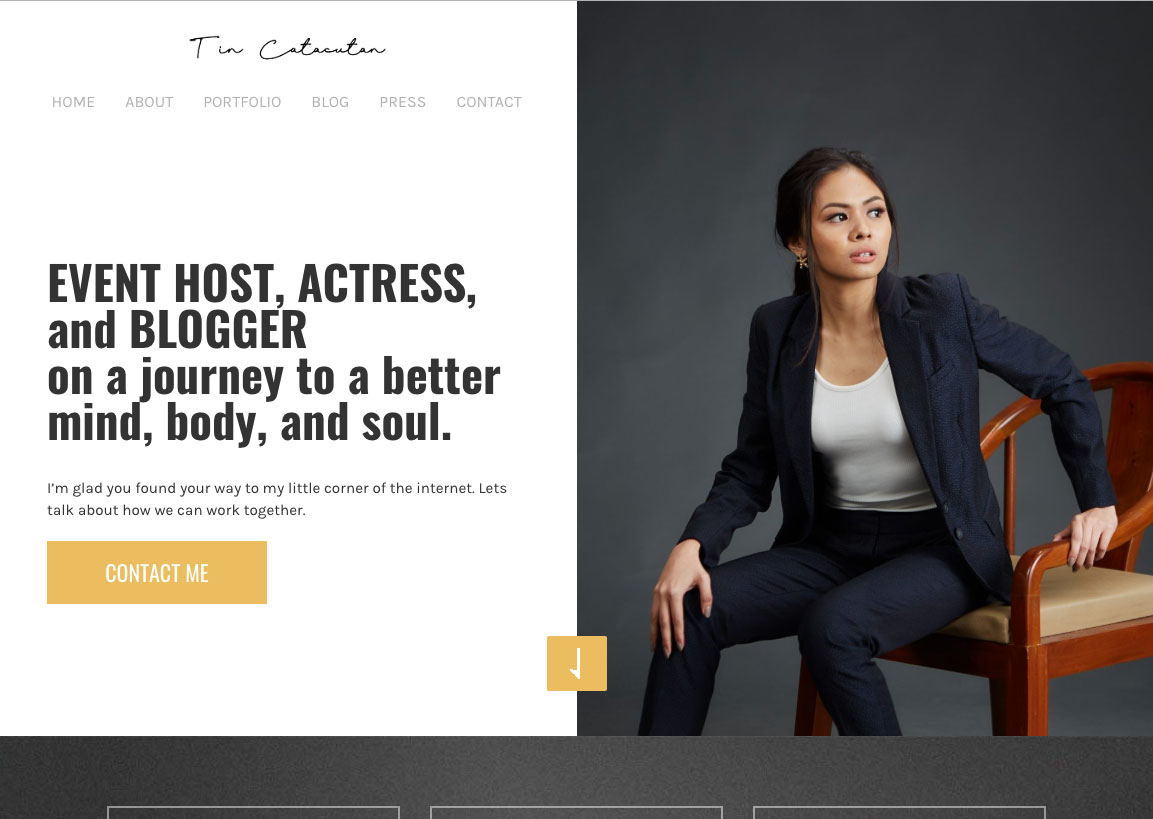 Tin Catacutan
HOME ABOUT PORTFOLIO BLOG PRESS CONTACT
EVENT HOST, ACTRESS,
and BLOGGER
on a journey to a better
mind, body, and soul.
I'm glad you found your way to my little corner of the internet. Lets
talk about how we can work together.
CONTACT ME